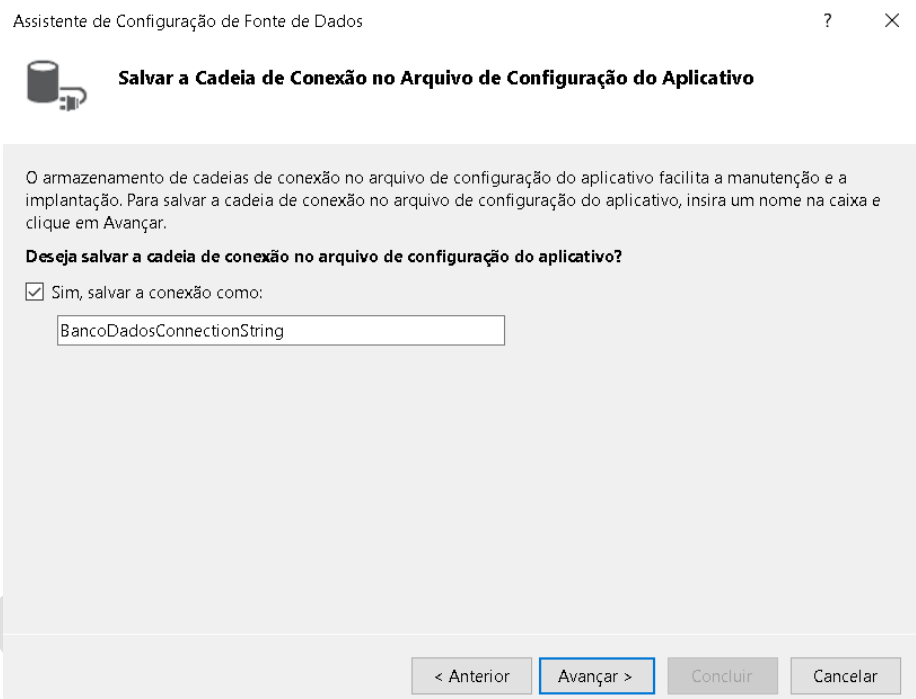 Assistente de Configuração de Fonte de Dados
?
Salvar a Cadeia de Conexão no Arquivo de Configuração do Aplicativo
O armazenamento de cadeias de conexão no arquivo de configuração do aplicativo facilita a manutenção e a
implantação. Para salvar a cadeia de conexão no arquivo de configuração do aplicativo, insira um nome na caixa e
clique em Avançar.
Deseja salvar a cadeia de conexão no arquivo de configuração do aplicativo?
Sim, salvar a conexão como:
BancoDadosConnectionString
< Anterior
Avançar >
Concluir
Cancelar